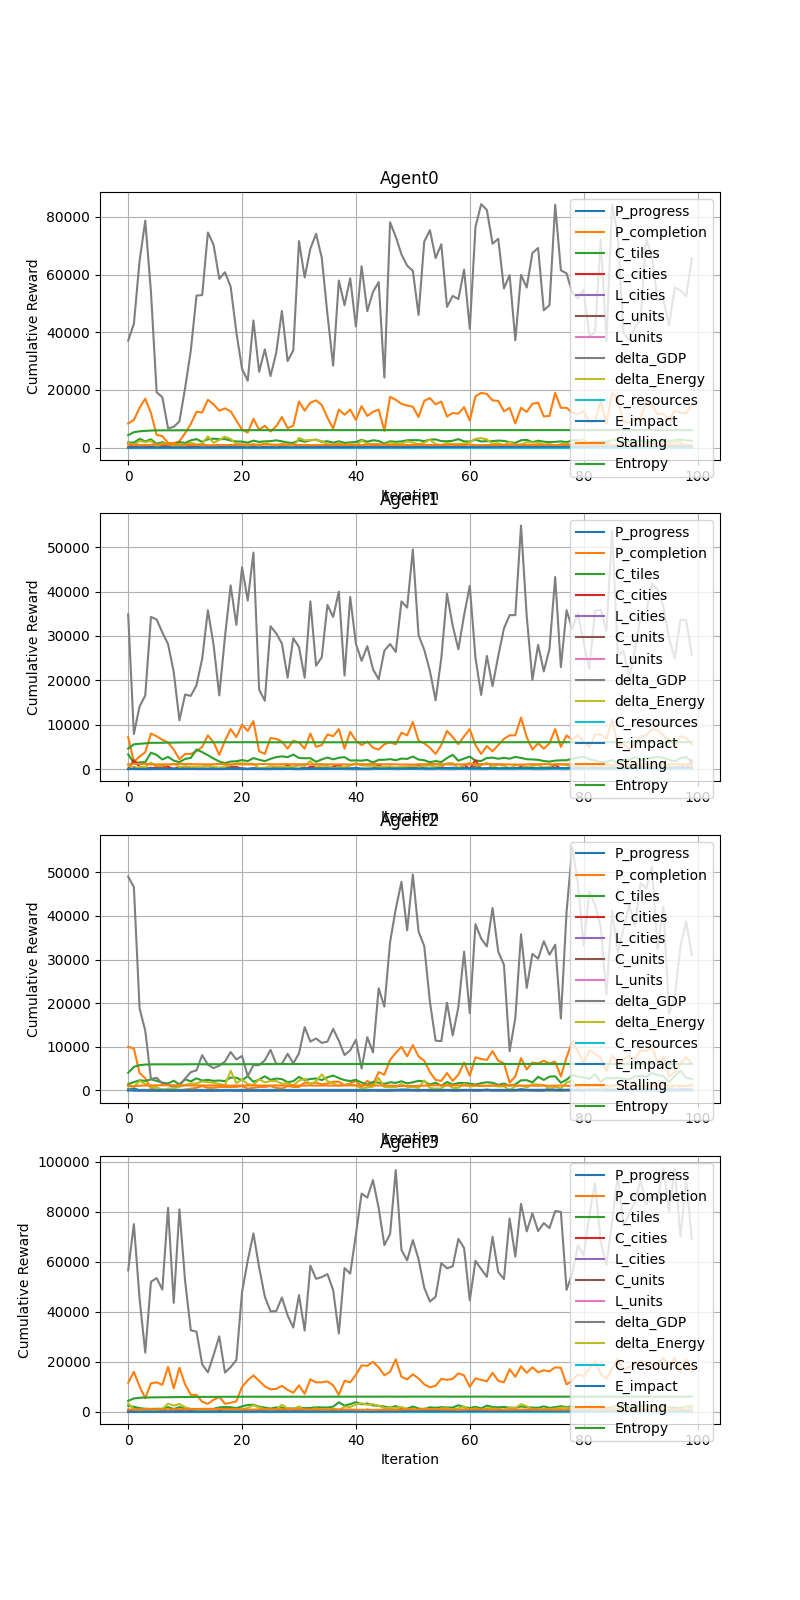 Agent0
80000
60000
40000
20000
0
Cumulative Reward
P_progress
P_completion
C_tiles
C_cities
L_cities
C_units
L_units
delta_GDP
delta_Energy
C_resources
E_impact
Stalling
Entropy
0 20 40 60 80 100
Iteration
Agent1
50000
40000
30000
20000
10000
0
Cumulative Reward
P_progress
P_completion
C_tiles
C_cities
L_cities
C_units
L_units
delta_GDP
delta_Energy
C_resources
E_impact
Stalling
Entropy
0 20 40 60 80 100
Iteration
Agent2
50000
40000
30000
20000
10000
0
Cumulative Reward
P_progress
P_completion
C_tiles
C_cities
L_cities
C_units
L_units
delta_GDP
delta_Energy
C_resources
E_impact
Stalling
Entropy
0 20 40 60 80 100
Iteration
Agent3
100000
80000
60000
40000
20000
0
Cumulative Reward
P_progress
P_completion
C_tiles
C_cities
L_cities
C_units
L_units
delta_GDP
delta_Energy
C_resources
E_impact
Stalling
Entropy
0 20 40 60 80 100
Iteration